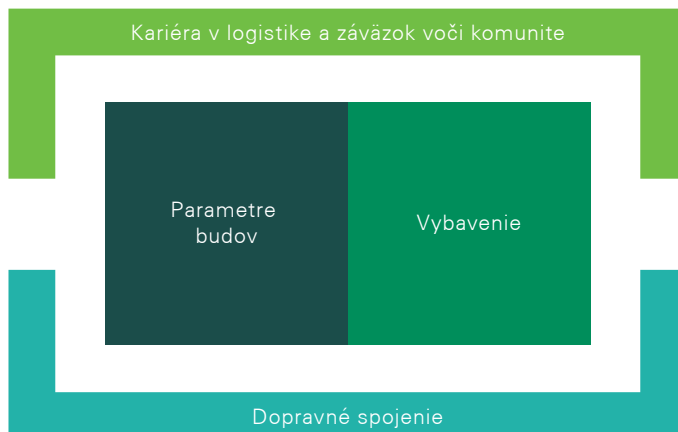 Kariéra v logistike a záväzok voči komunite
Parametre
budov
Vybavenie
Dopravné spojenie